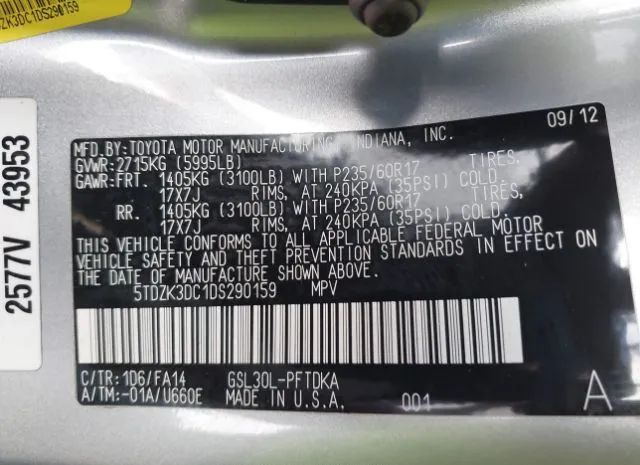 ZK3DC1DS290159
2577V 43953
09/12
MFD.BY:TOYOTA MOTOR MANUFACTURING, INDIANA, INC.
GVWR:2715KG (5995LB)
GAWR:FRT. 1405KG (3100LB) WITH P235/60R17 TIRES,
17X7J RIMS, AT 240KPA (35PSI) COLD.
RR. 1405KG (3100LB) WITH P235/60R17 TIRES,
17X7J RIMS, AT 240KPA (35PSI) COLD.
THIS VEHICLE CONFORMS TO ALL APPLICABLE FEDERAL MOTOR
VEHICLE SAFETY AND THEFT PREVENTION STANDARDS IN EFFECT ON
THE DATE OF MANUFACTURE SHOWN ABOVE.
5TDZK3DC1DS290159 MPV
C/TR: 1D6/FA14 GSL30L-PFTDKA
A/TM:-01A/U660E MADE IN U.S.A. 001 A